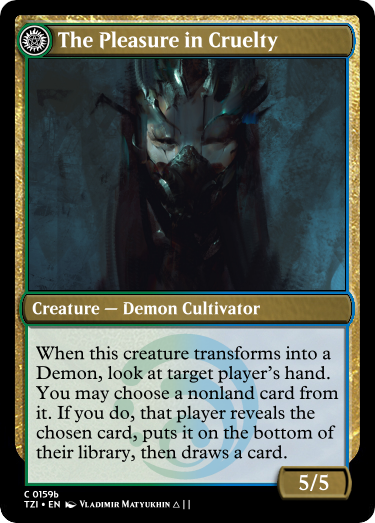 The Pleasure in Cruelty
Creature — Demon Cultivator
When this creature transforms into a
Demon, look at target player's hand.
You may choose a nonland card from
it. If you do, that player reveals the
chosen card, puts it on the bottom of
their library, then draws a card.
5/5
C 0159b
TZI • EN Vladimir Matyukhin △ ||